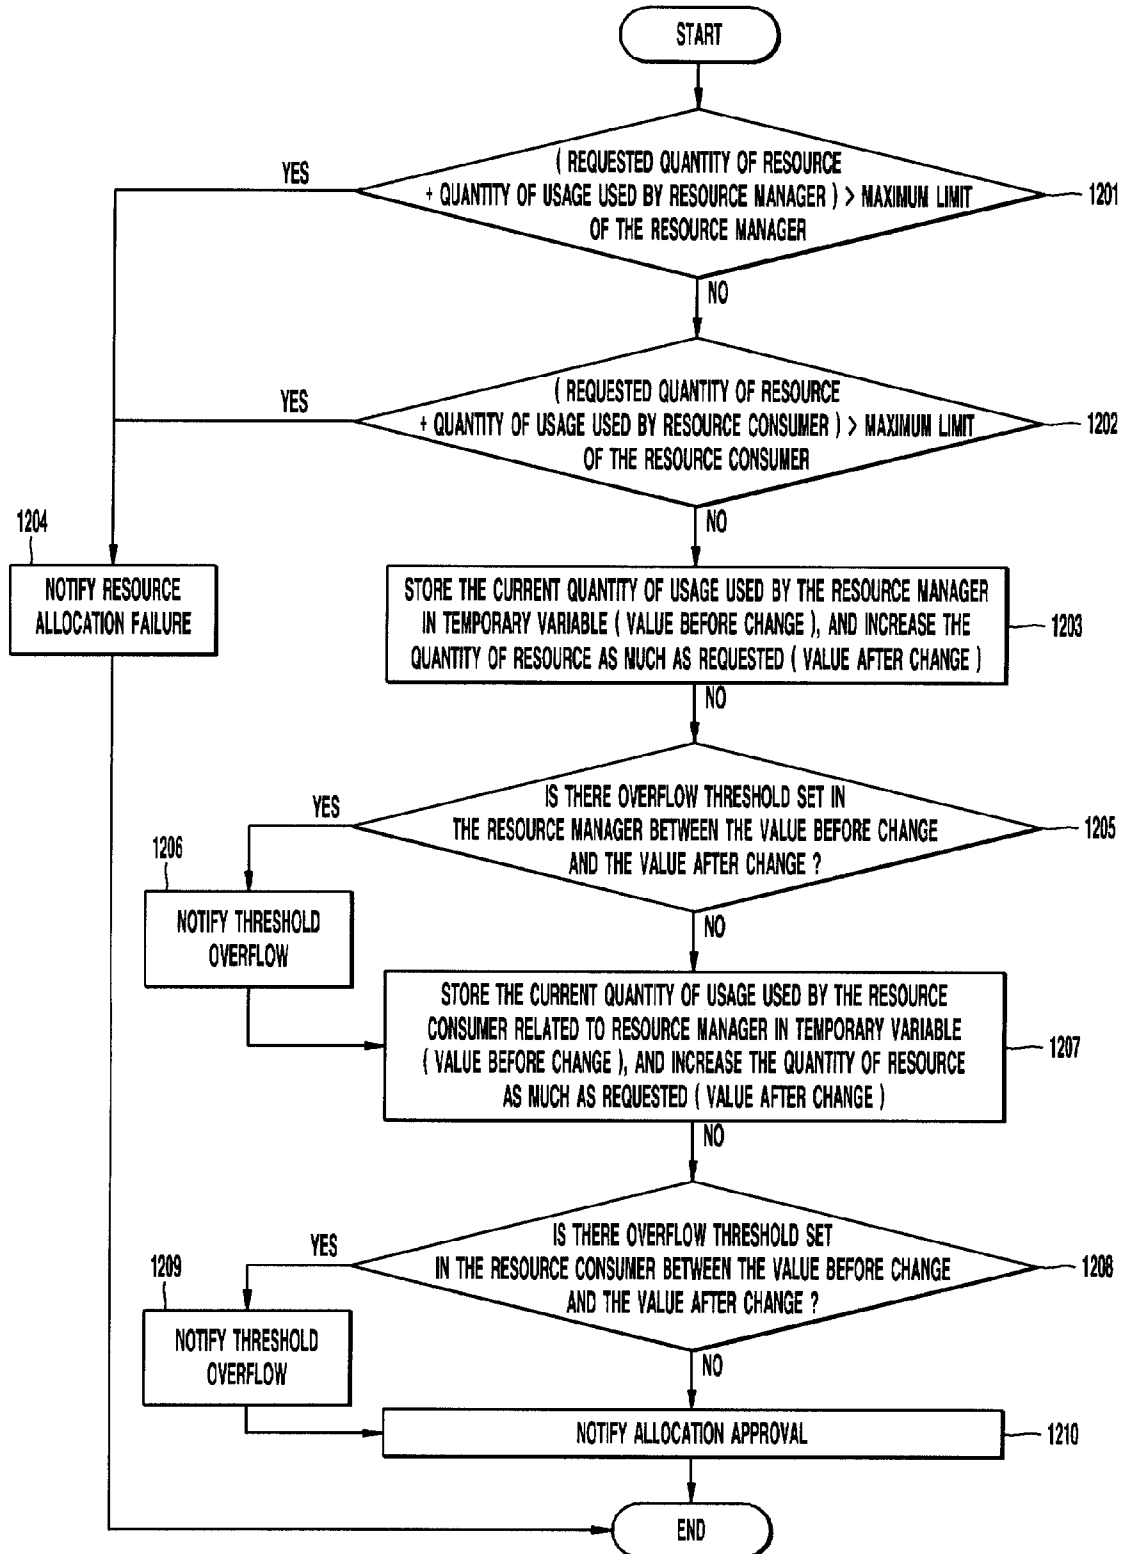 START
( REQUESTED QUANTITY OF RESOURCE
+ QUANTITY OF USAGE USED BY RESOURCE MANAGER ) > MAXIMUM LIMIT
OF THE RESOURCE MANAGER
YES
1201
NO
( REQUESTED QUANTITY OF RESOURCE
+ QUANTITY OF USAGE USED BY RESOURCE CONSUMER ) > MAXIMUM LIMIT
OF THE RESOURCE CONSUMER
YES
1202
NO
1204
NOTIFY RESOURCE
ALLOCATION FAILURE
STORE THE CURRENT QUANTITY OF USAGE USED BY THE RESOURCE MANAGER
IN TEMPORARY VARIABLE ( VALUE BEFORE CHANGE ), AND INCREASE THE
QUANTITY OF RESOURCE AS MUCH AS REQUESTED ( VALUE AFTER CHANGE )
1203
NO
IS THERE OVERFLOW THRESHOLD SET IN
THE RESOURCE MANAGER BETWEEN THE VALUE BEFORE CHANGE
AND THE VALUE AFTER CHANGE ?
YES
1205
1206
NOTIFY THRESHOLD
OVERFLOW
NO
STORE THE CURRENT QUANTITY OF USAGE USED BY THE RESOURCE
CONSUMER RELATED TO RESOURCE MANAGER IN TEMPORARY VARIABLE
( VALUE BEFORE CHANGE ), AND INCREASE THE QUANTITY OF RESOURCE
AS MUCH AS REQUESTED ( VALUE AFTER CHANGE )
1207
NO
IS THERE OVERFLOW THRESHOLD SET
IN THE RESOURCE CONSUMER BETWEEN THE VALUE BEFORE CHANGE
AND THE VALUE AFTER CHANGE ?
YES
1208
1209
NOTIFY THRESHOLD
OVERFLOW
NO
NOTIFY ALLOCATION APPROVAL
1210
END